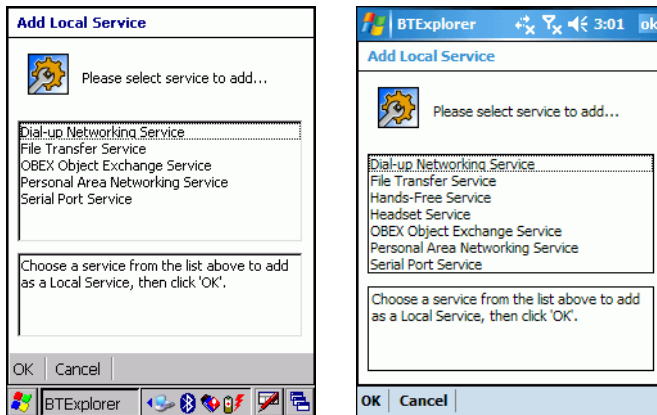 Add Local Service
Please select service to add...
Dial-up Networking Service
File Transfer Service
OBEX Object Exchange Service
Personal Area Networking Service
Serial Port Service
Choose a service from the list above to add
as a Local Service, then click 'OK'.
OK Cancel
BTExplorer
BTExplorer 3:01 ok
Add Local Service
Please select service to add...
Dial-up Networking Service
File Transfer Service
Hands-Free Service
Headset Service
OBEX Object Exchange Service
Personal Area Networking Service
Serial Port Service
Choose a service from the list above to add
as a Local Service, then click 'OK'.
OK Cancel